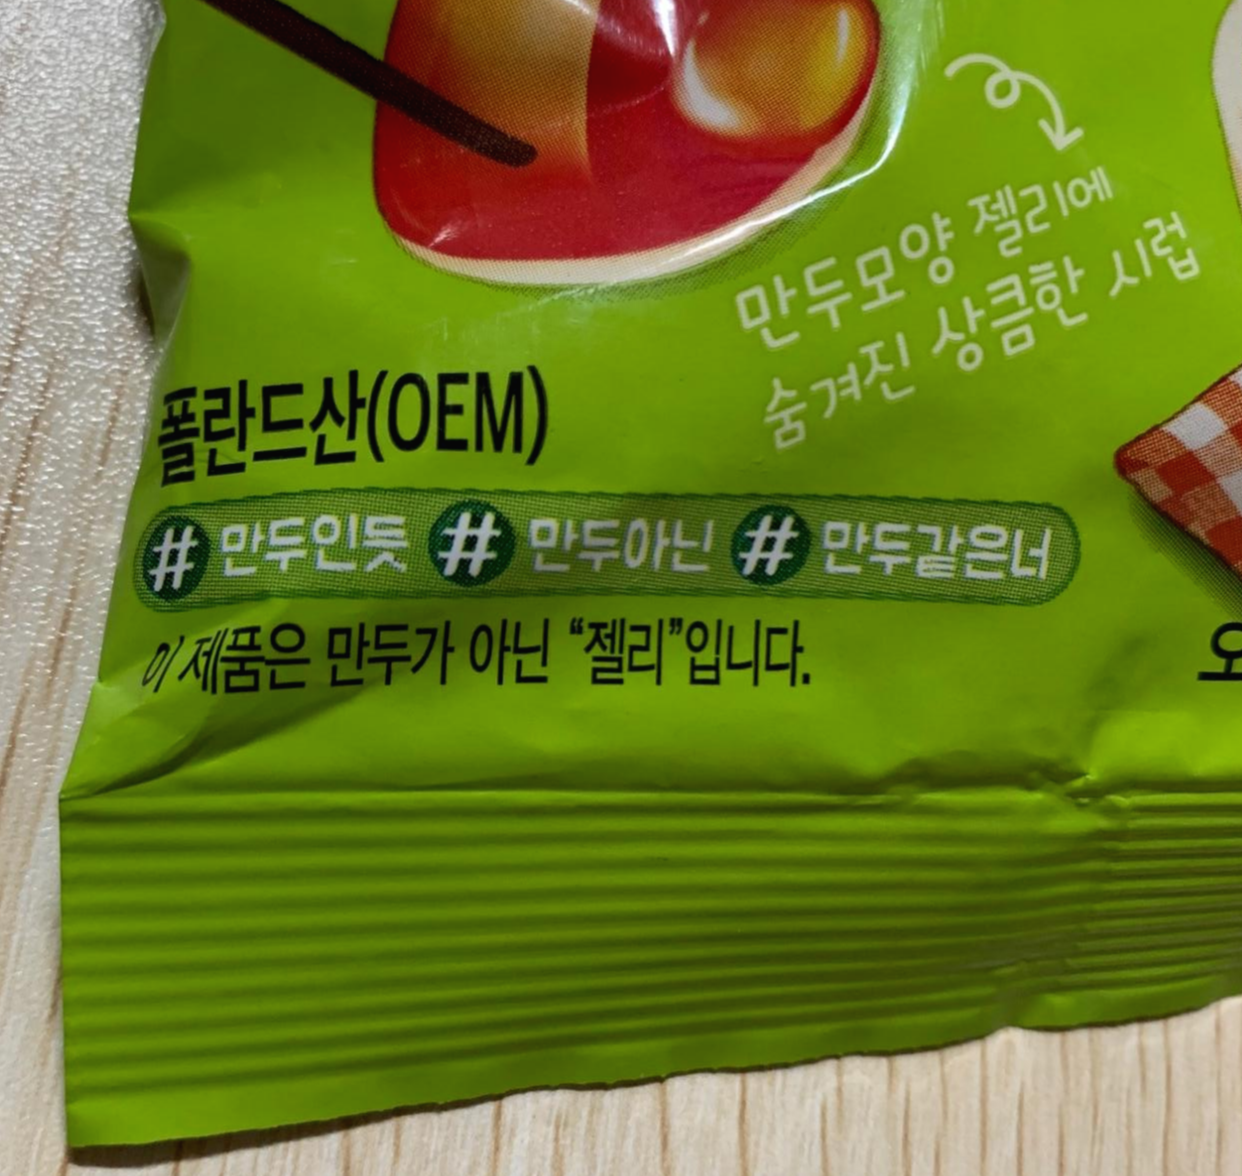 만두모양 젤리에
숨겨진 상큼한 시럽
폴란드산(OEM)
# 만두인듯 # 만두아닌 # 만두같은너
이 제품은 만두가 아닌 “젤리”입니다.